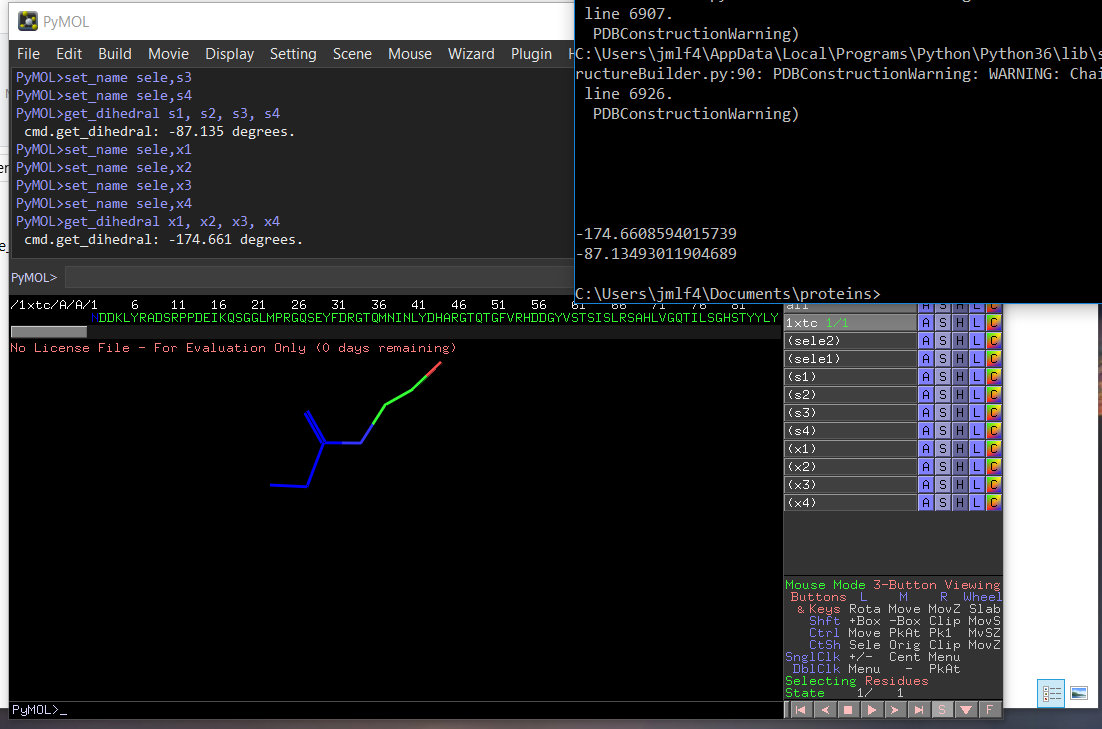 PyMOL
File Edit Build Movie Display Setting Scene Mouse Wizard Plugin
PyMOL>set_name sele,s3
PyMOL>set_name sele,s4
PyMOL>get_dihedral s1, s2, s3, s4
cmd.get_dihedral: -87.135 degrees.
PyMOL>set_name sele,x1
PyMOL>set_name sele,x2
PyMOL>set_name sele,x3
PyMOL>set_name sele,x4
PyMOL>get_dihedral x1, x2, x3, x4
cmd.get_dihedral: -174.661 degrees.
PyMOL>
line 6907.
PDBConstructionWarning)
C:\Users\jmlf4\AppData\Local\Programs\Python\Python36\lib\s
ructureBuilder.py:90: PDBConstructionWarning: WARNING: Chai
line 6926.
PDBConstructionWarning)
-174.6608594015739
-87.13493011904689
C:\Users\jmlf4\Documents\proteins>
/1xtc/A/A/1 6 11 16 21 26 31 36 41 46 51 56 61 66 71 76 81
NDDKLYRADSRPPDEIKQSGGLMPRGQSEYFDRGTQMNINLYDHARGTQTGFVRHDDGYVSTSISLRSAHLVGQTILSGHSTYYLY
No License File - For Evaluation Only (0 days remaining)
all A S H L C
1xtc 1/1 A S H L C
(sele2) A S H L C
(sele1) A S H L C
(s1) A S H L C
(s2) A S H L C
(s3) A S H L C
(s4) A S H L C
(x1) A S H L C
(x2) A S H L C
(x3) A S H L C
(x4) A S H L C
Mouse Mode 3-Button Viewing
Buttons L M R Wheel
& Keys Rota Move MovZ Slab
Shft +Box -Box Clip MovS
Ctrl Move PkAt Pk1 MvSZ
CtSh Sele Orig Clip MovZ
SnglClk +/- Cent Menu
DblClk Menu - PkAt
Selecting Residues
State 1/ 1
PyMOL>_
S F